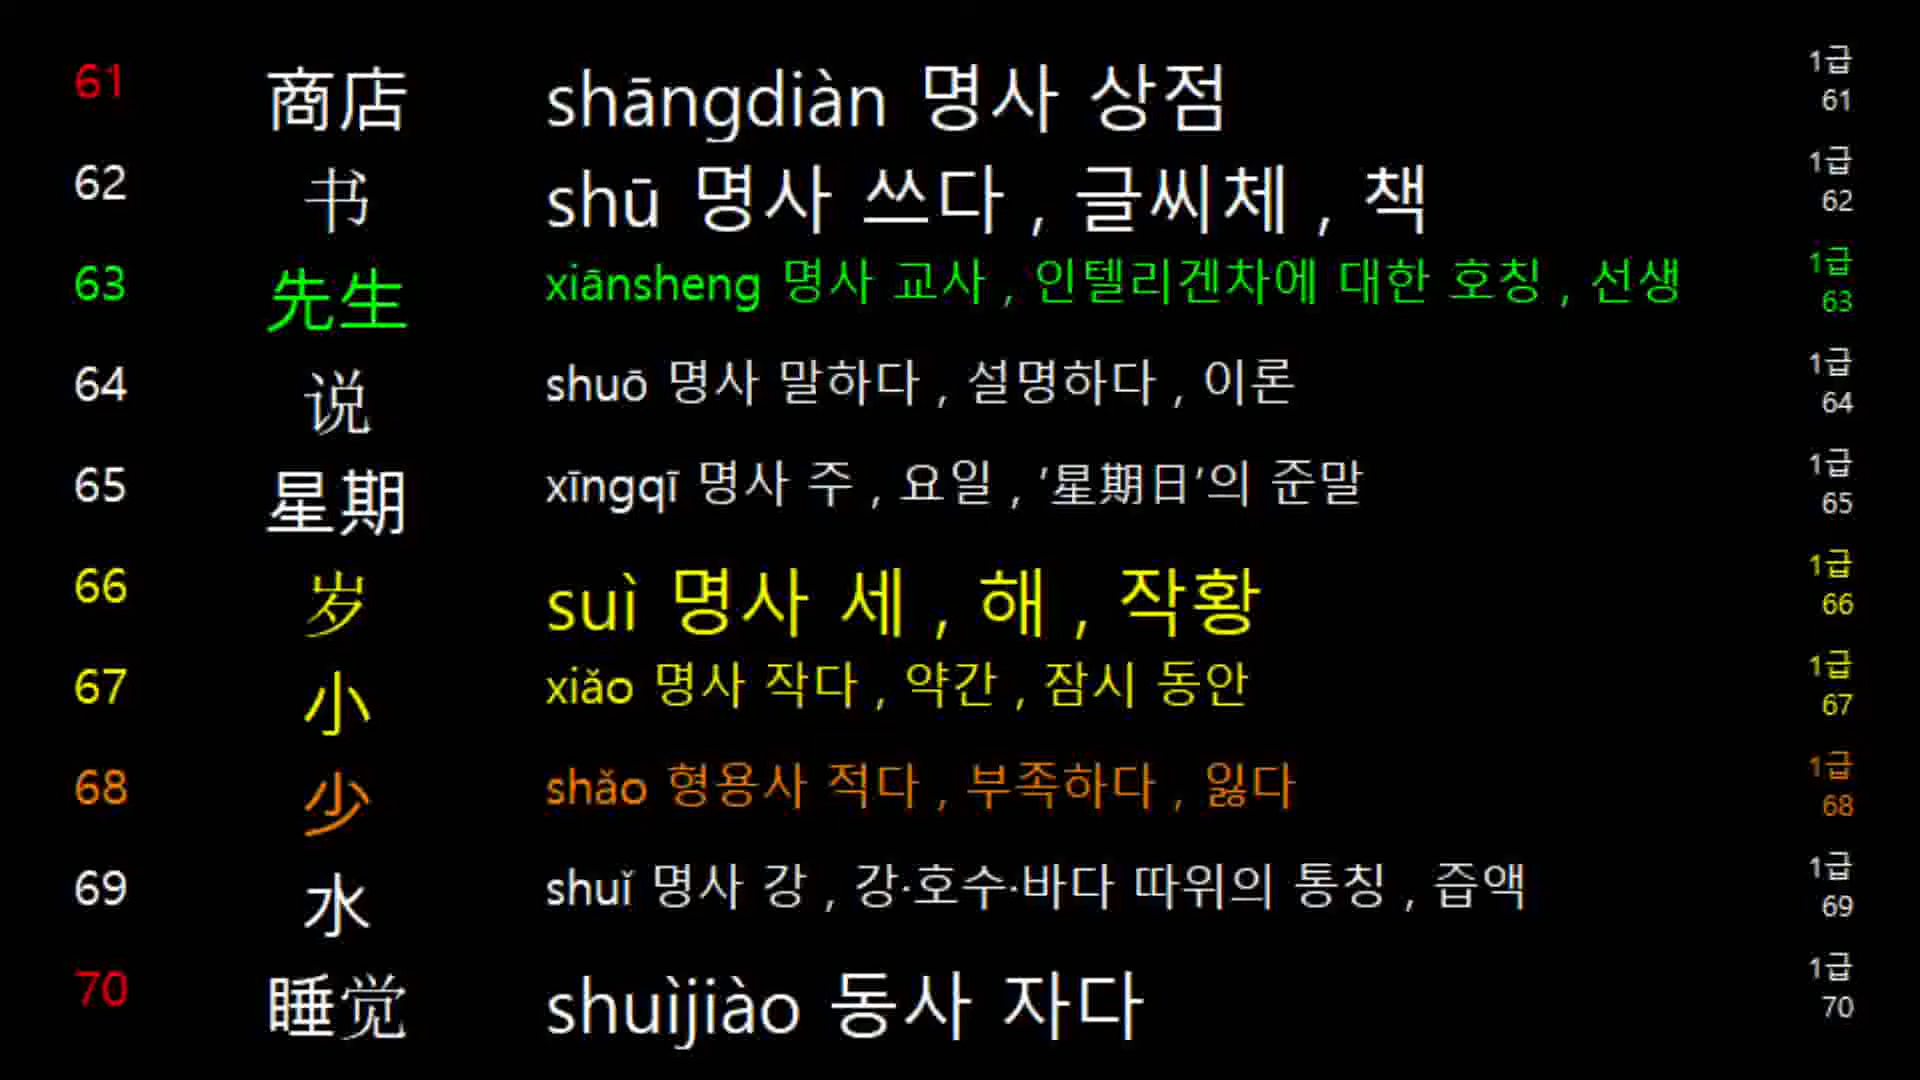 61 商店 shāngdiàn 명사 상점 1급 61
62 书 shū 명사 쓰다 , 글씨체 , 책 1급 62
63 先生 xiānsheng 명사 교사 , 인텔리겐차에 대한 호칭 , 선생 1급 63
64 说 shuō 명사 말하다 , 설명하다 , 이론 1급 64
65 星期 xīngqī 명사 주 , 요일 , ’星期日’의 준말 1급 65
66 岁 suì 명사 세 , 해 , 작황 1급 66
67 小 xiǎo 명사 작다 , 약간 , 잠시 동안 1급 67
68 少 shǎo 형용사 적다 , 부족하다 , 잃다 1급 68
69 水 shuǐ 명사 강 , 강·호수·바다 따위의 통칭 , 즙액 1급 69
70 睡觉 shuìjiào 동사 자다 1급 70